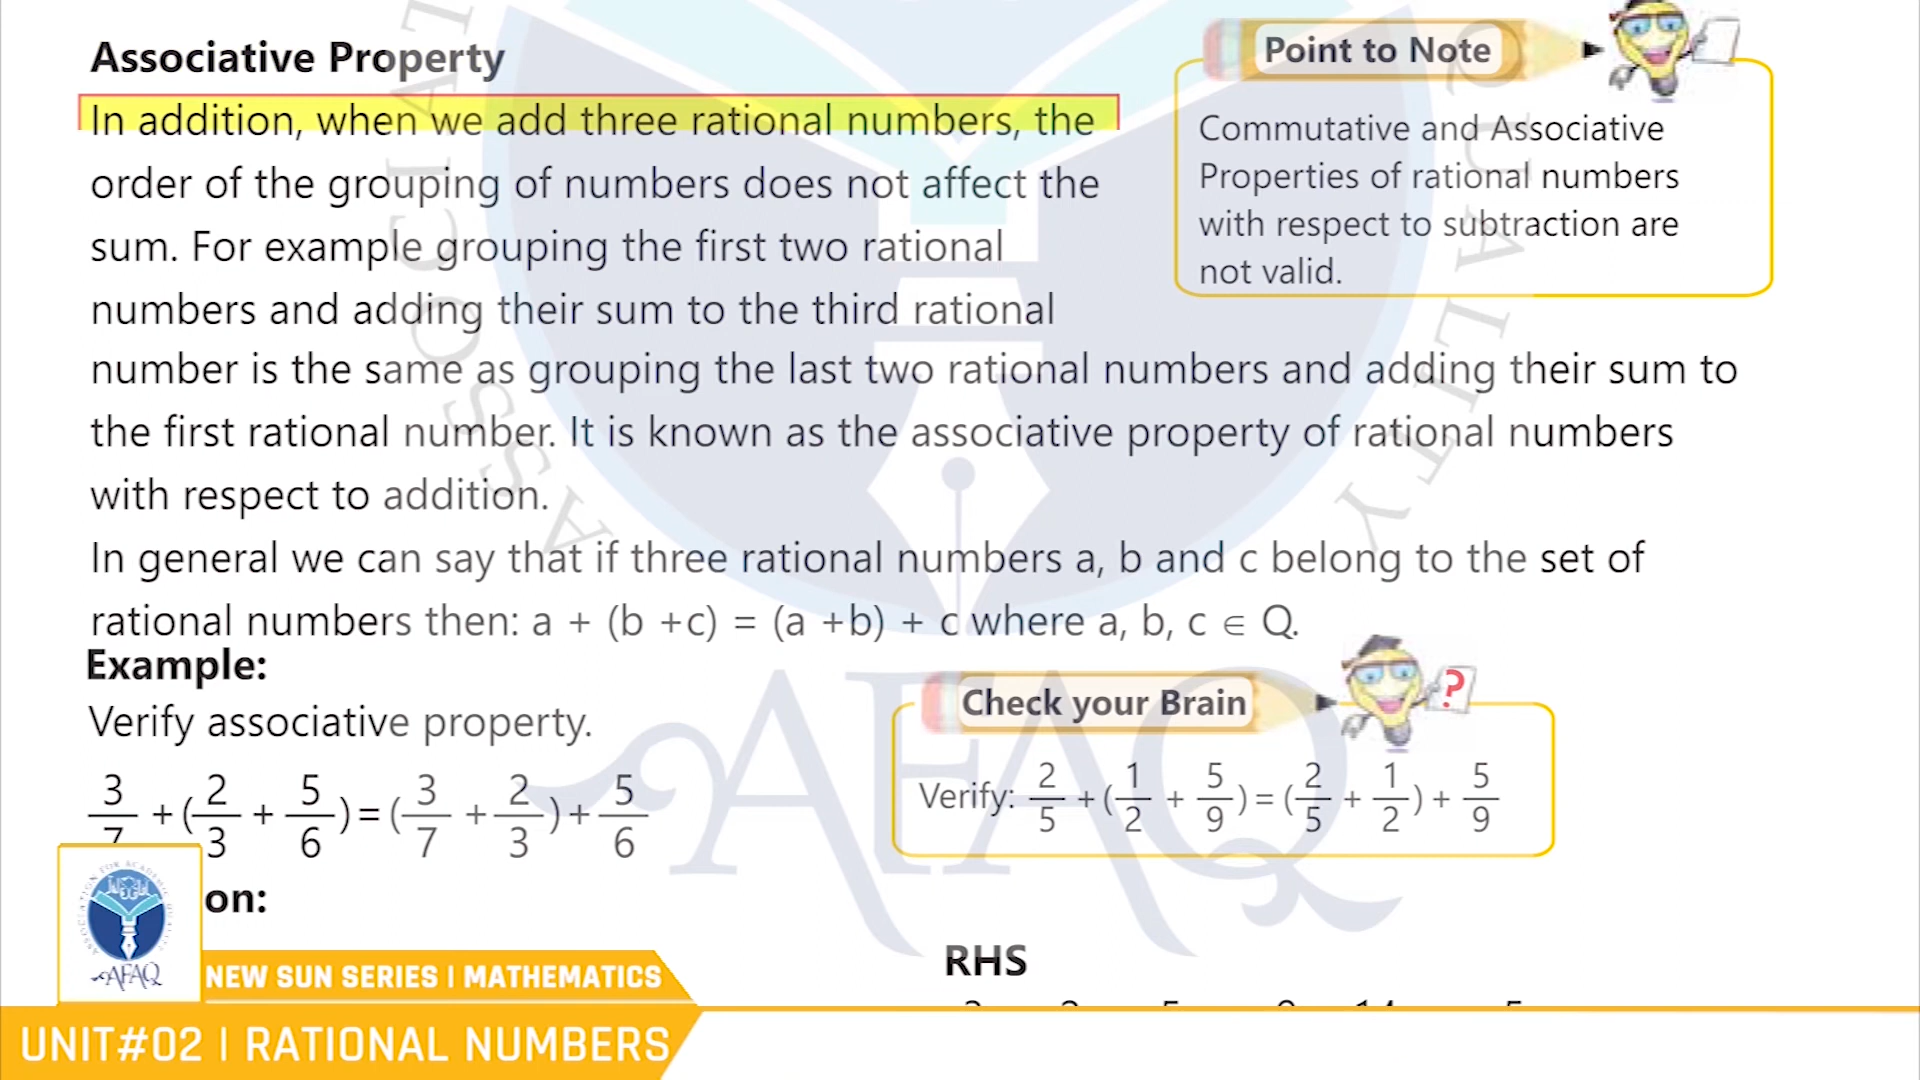 Associative Property
In addition, when we add three rational numbers, the
order of the grouping of numbers does not affect the
sum. For example grouping the first two rational
numbers and adding their sum to the third rational
number is the same as grouping the last two rational numbers and adding their sum to
the first rational number. It is known as the associative property of rational numbers
with respect to addition.
In general we can say that if three rational numbers a, b and c belong to the set of
rational numbers then: a + (b +c) = (a +b) + c where a, b, c ∈ Q.
Point to Note
Commutative and Associative
Properties of rational numbers
with respect to subtraction are
not valid.
Example:
Verify associative property.
3/7 + (2/3 + 5/6) = (3/7 + 2/3) + 5/6
Check your Brain
?
Verify: 2/5 + (1/2 + 5/9) = (2/5 + 1/2) + 5/9
on:
RHS
AFAQ
AFAQ
NEW SUN SERIES | MATHEMATICS
UNIT#02 | RATIONAL NUMBERS